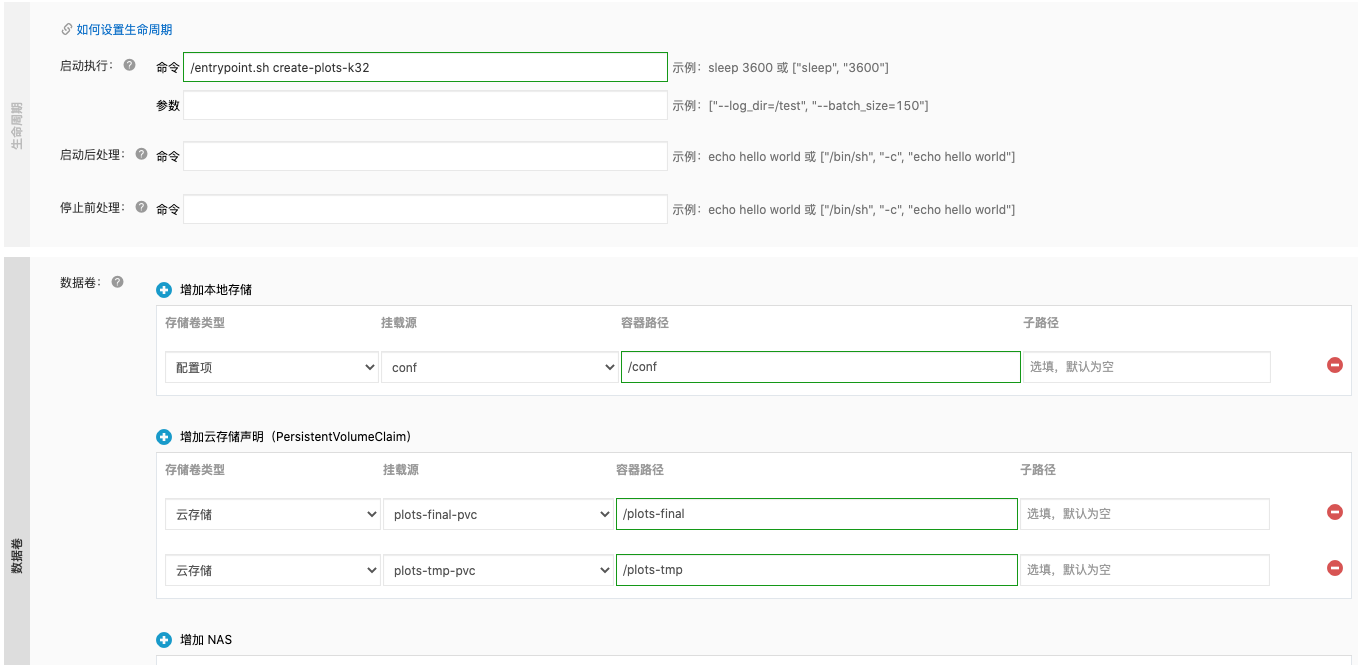 如何设置生命周期
启动执行： 命令 /entrypoint.sh create-plots-k32 示例：sleep 3600 或 ["sleep", "3600"]
生命周期
参数 示例：["--log_dir=/test", "--batch_size=150"]
启动后处理： 命令 示例：echo hello world 或 ["/bin/sh", "-c", "echo hello world"]
停止前处理： 命令 示例：echo hello world 或 ["/bin/sh", "-c", "echo hello world"]
数据卷：
增加本地存储
存储卷类型 挂载源 容器路径 子路径
配置项 conf /conf 选填，默认为空
增加云存储声明（PersistentVolumeClaim）
存储卷类型 挂载源 容器路径 子路径
云存储 plots-final-pvc /plots-final 选填，默认为空
数据卷
云存储 plots-tmp-pvc /plots-tmp 选填，默认为空
增加 NAS